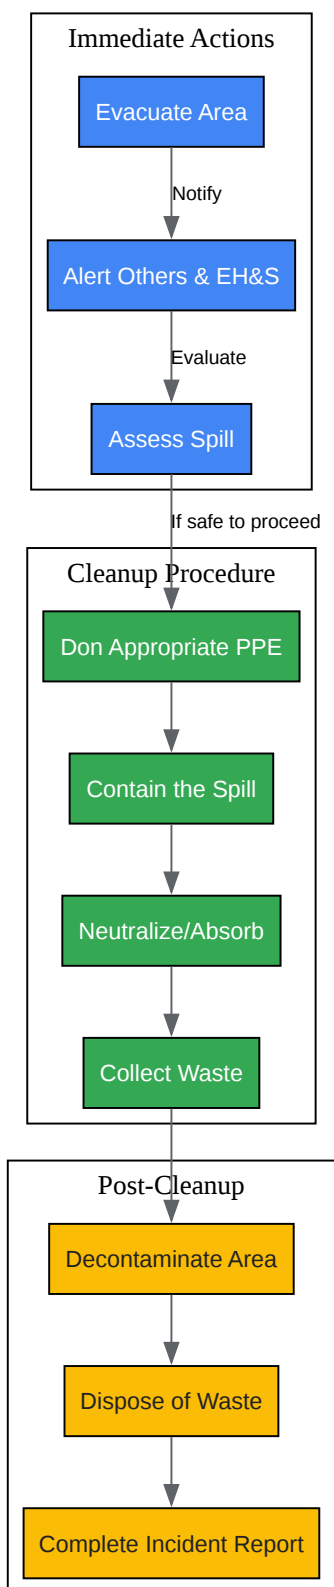 Immediate Actions
Evacuate Area
Notify
Alert Others & EH&S
Evaluate
Assess Spill
If safe to proceed
Cleanup Procedure
Don Appropriate PPE
Contain the Spill
Neutralize/Absorb
Collect Waste
Post-Cleanup
Decontaminate Area
Dispose of Waste
Complete Incident Report